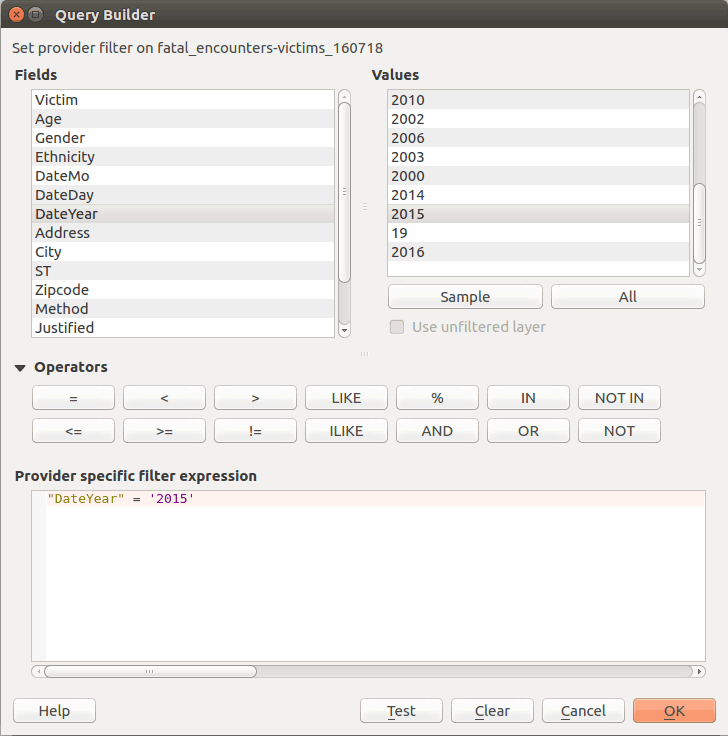 Query Builder
Set provider filter on fatal_encounters-victims_160718
Fields
Values
Victim
Age
Gender
Ethnicity
DateMo
DateDay
DateYear
Address
City
ST
Zipcode
Method
Justified
2010
2002
2006
2003
2000
2014
2015
19
2016
Sample
All
Use unfiltered layer
Operators
= < > LIKE % IN NOT IN
<= >= != ILIKE AND OR NOT
Provider specific filter expression
"DateYear" = '2015'
Help Test Clear Cancel OK